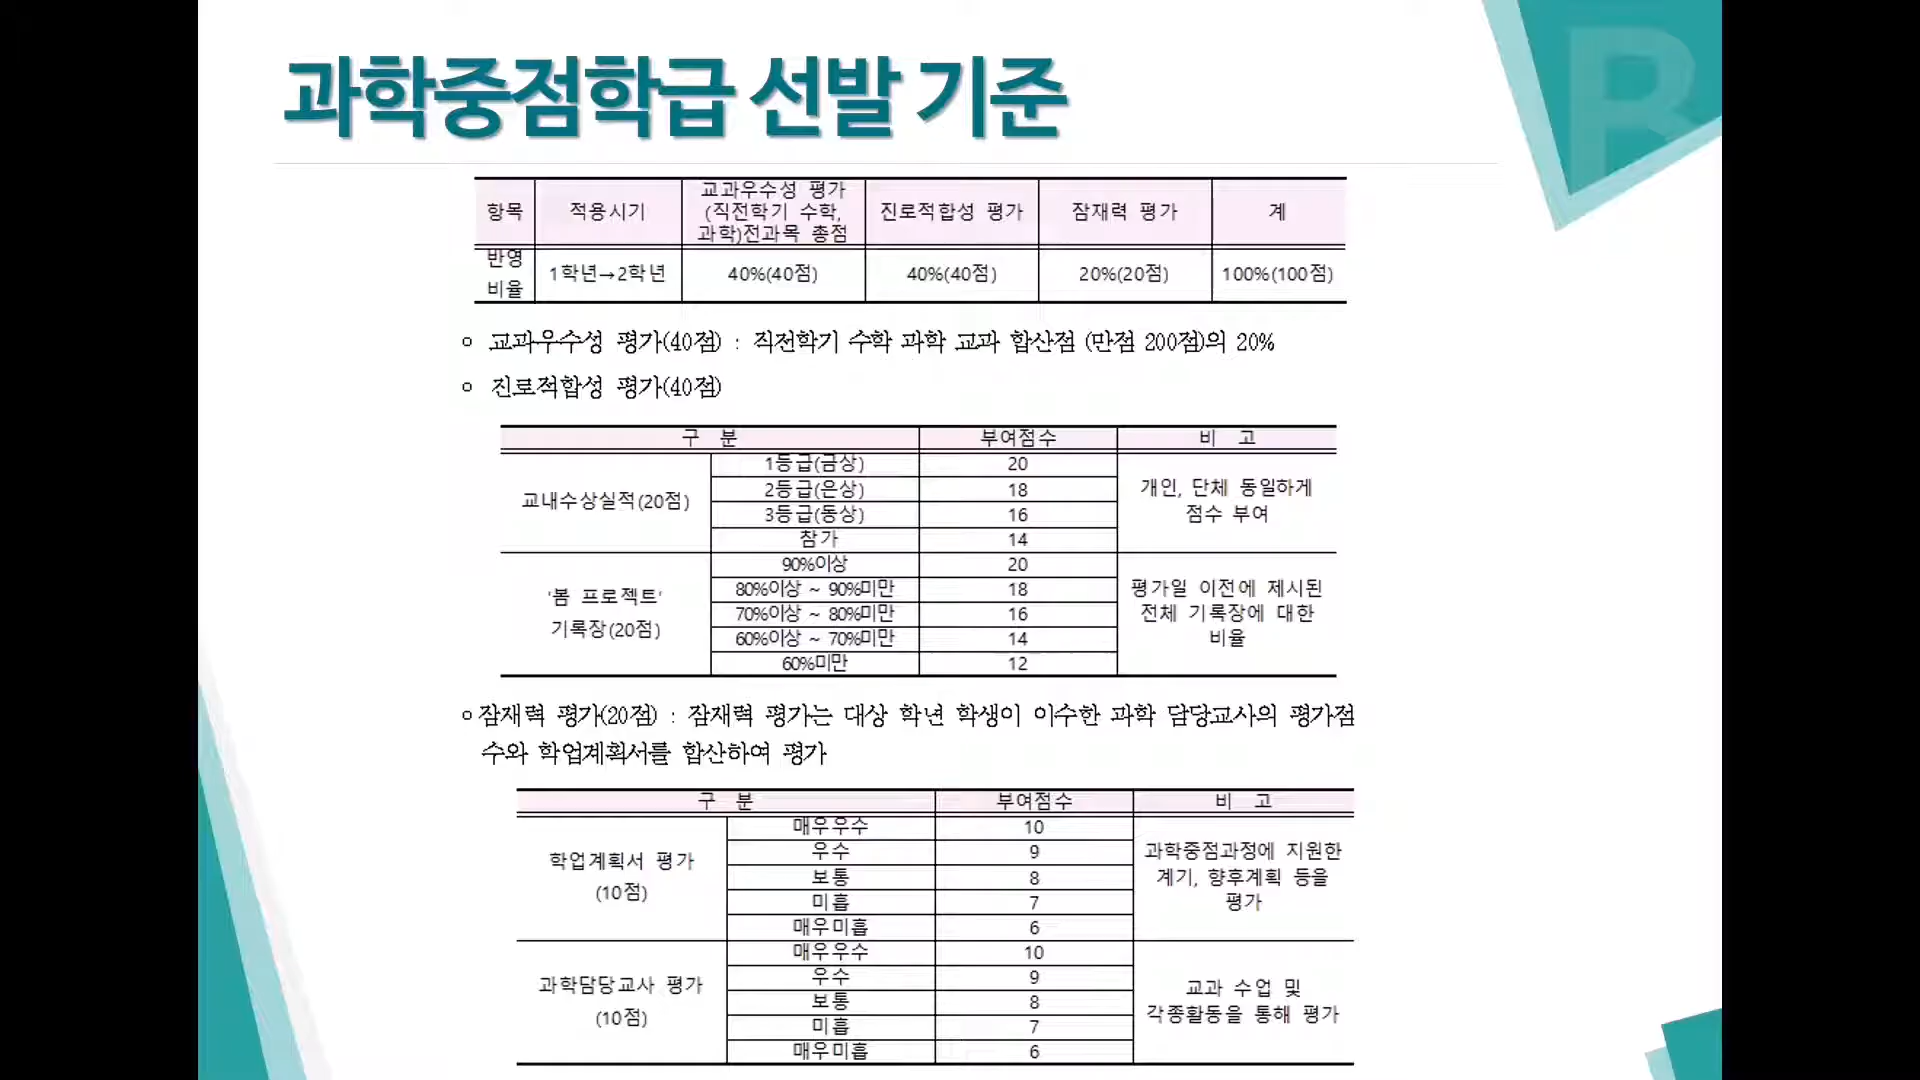 과학중점학급 선발 기준
항목 적용시기 교과우수성 평가 (직전학기 수학, 과학)전과목 총점 진로적합성 평가 잠재력 평가 계
반영 비율 1학년→2학년 40%(40점) 40%(40점) 20%(20점) 100%(100점)
○ 교과우수성 평가(40점) : 직전학기 수학 과학 교과 합산점 (만점 200점)의 20%
○ 진로적합성 평가(40점)
구 분 부여점수 비 고
교내수상실적(20점) 1등급(금상) 20 개인, 단체 동일하게 점수 부여
2등급(은상) 18
3등급(동상) 16
참가 14
'봄 프로젝트' 기록장(20점) 90%이상 20 평가일 이전에 제시된 전체 기록장에 대한 비율
80%이상 ~ 90%미만 18
70%이상 ~ 80%미만 16
60%이상 ~ 70%미만 14
60%미만 12
○ 잠재력 평가(20점) : 잠재력 평가는 대상 학년 학생이 이수한 과학 담당교사의 평가점
수와 학업계획서를 합산하여 평가
구 분 부여점수 비 고
학업계획서 평가 (10점) 매우우수 10 과학중점과정에 지원한 계기, 향후계획 등을 평가
우수 9
보통 8
미흡 7
매우미흡 6
과학담당교사 평가 (10점) 매우우수 10 교과 수업 및 각종활동을 통해 평가
우수 9
보통 8
미흡 7
매우미흡 6
B